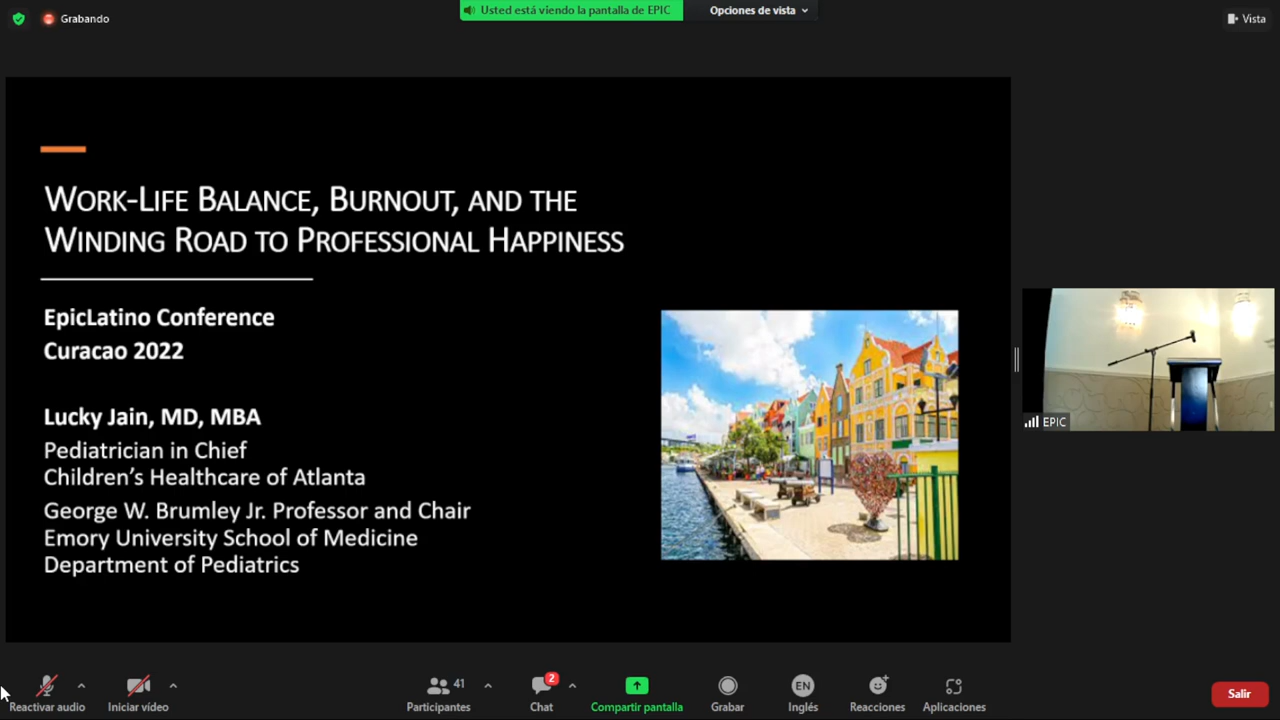 Grabando
Usted está viendo la pantalla de EPIC
Opciones de vista
Vista
WORK-LIFE BALANCE, BURNOUT, AND THE
WINDING ROAD TO PROFESSIONAL HAPPINESS
EpicLatino Conference
Curacao 2022
Lucky Jain, MD, MBA
Pediatrician in Chief
Children's Healthcare of Atlanta
George W. Brumley Jr. Professor and Chair
Emory University School of Medicine
Department of Pediatrics
EPIC
Reactivar audio
Iniciar vídeo
41
Participantes
2
Chat
Compartir pantalla
Grabar
EN
Inglés
Reacciones
Aplicaciones
Salir